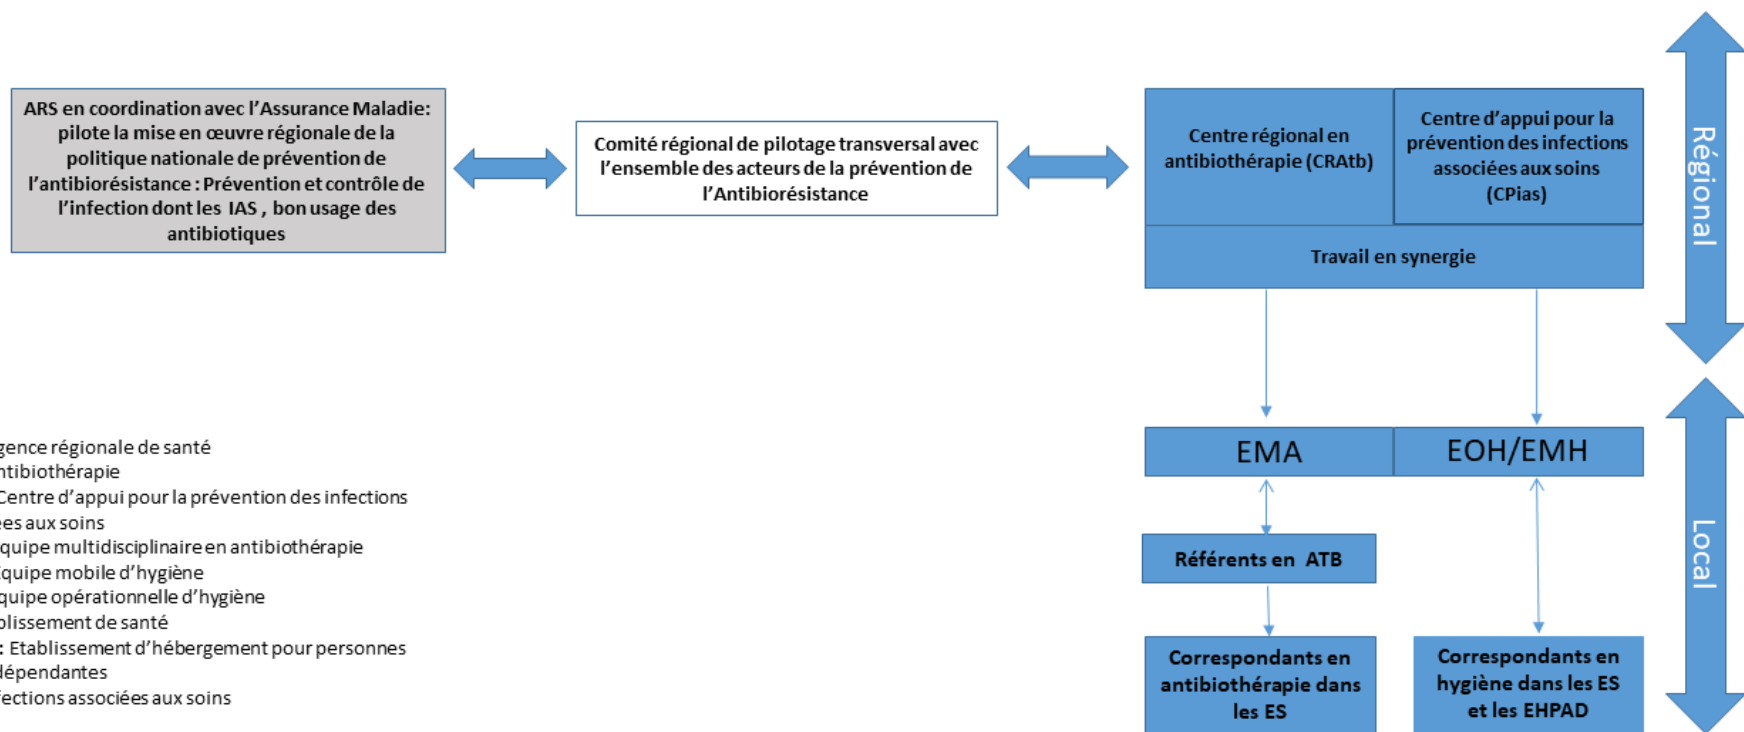 ARS en coordination avec l’Assurance Maladie:
pilote la mise en œuvre régionale de la
politique nationale de prévention de
l’antibiorésistance : Prévention et contrôle de
l’infection dont les IAS , bon usage des
antibiotiques
Comité régional de pilotage transversal avec
l’ensemble des acteurs de la prévention de
l’Antibiorésistance
Centre régional en
antibiothérapie (CRAtb)
Centre d’appui pour la
prévention des infections
associées aux soins
(CPias)
Travail en synergie
Régional
EMA
EOH/EMH
Référents en ATB
Correspondants en
antibiothérapie dans
les ES
Correspondants en
hygiène dans les ES
et les EHPAD
Local
gence régionale de santé
ntibiothérapie
Centre d’appui pour la prévention des infections
es aux soins
quipe multidisciplinaire en antibiothérapie
quipe mobile d’hygiène
quipe opérationnelle d’hygiène
blissement de santé
: Etablissement d’hébergement pour personnes
dépendantes
fections associées aux soins